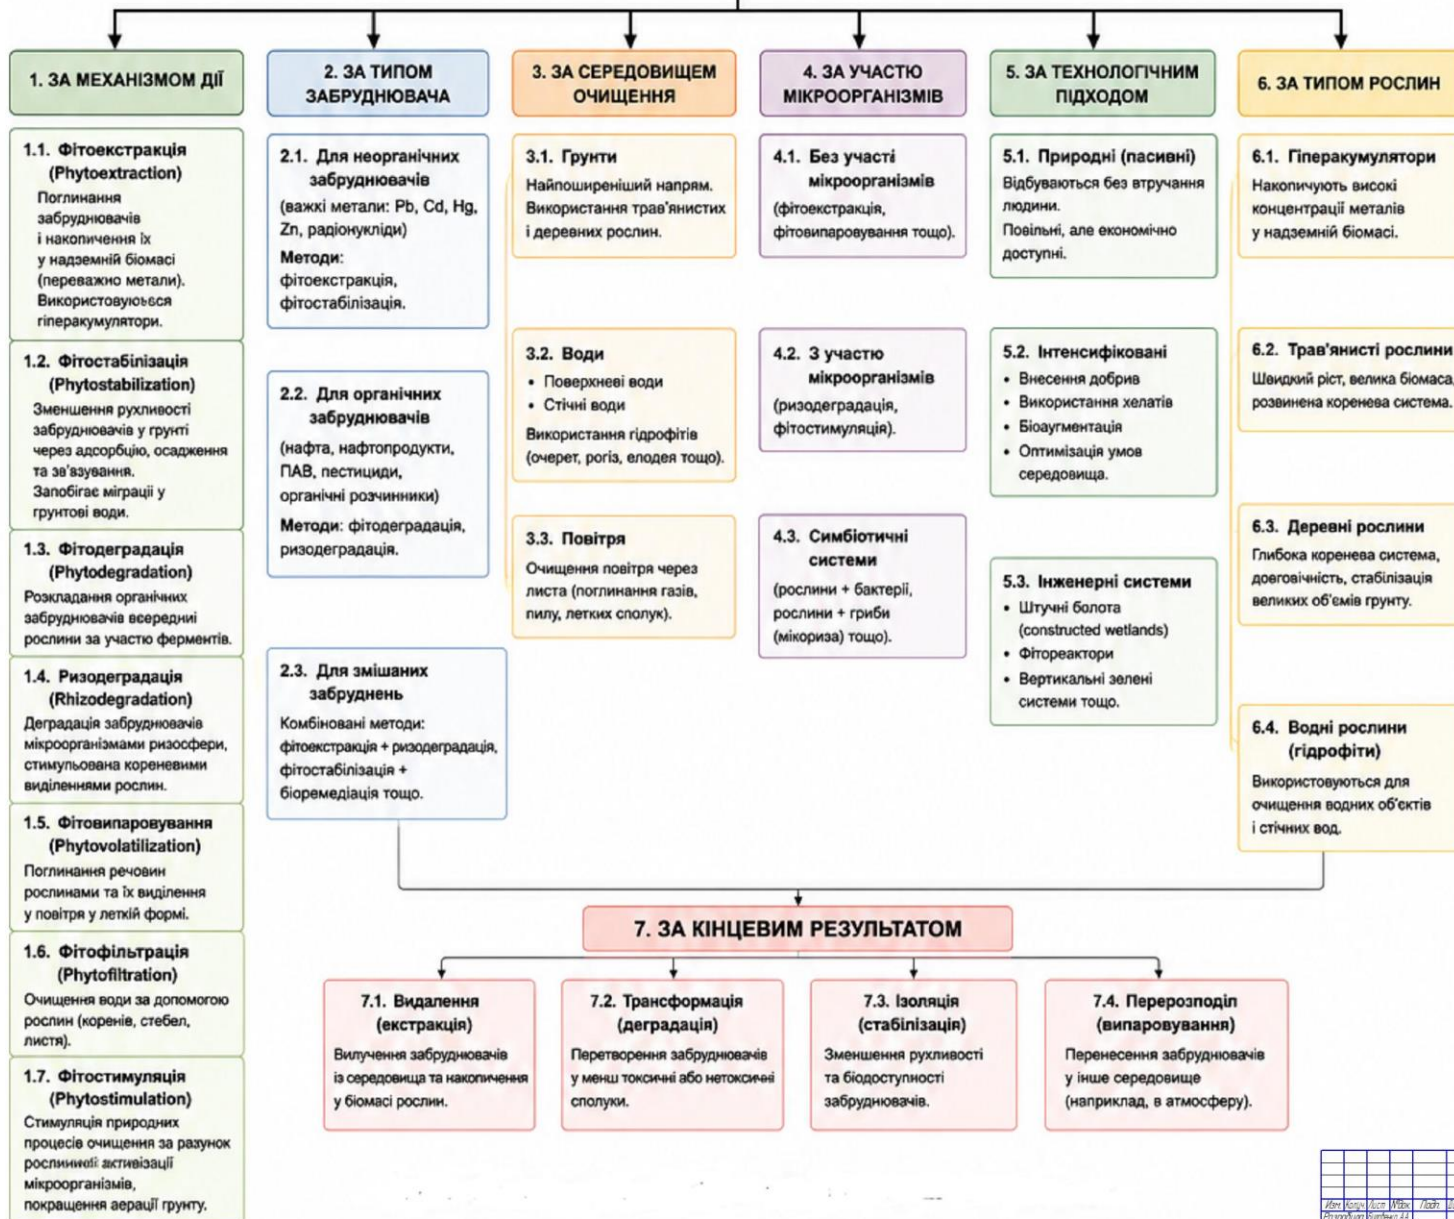 1. ЗА МЕХАНІЗМОМ ДІЇ
1.1. Фітоекстракція
(Phytoextraction)
Поглинання
забруднювачів
і накопичення їх
у надземній біомасі
(переважно метали).
гіперакумулятори.
1.2. Фітостабілізація
(Phytostabilization)
Зменшення рухливості
забруднювачів у грунті
через адсорбцію, осадження
та зв'язування.
Запобігає міграції у
грунтові води.
1.3. Фітодеградація
(Phytodegradation)
Розкладання органічних
забруднювачів всередині
рослини за участю ферментів.
1.4. Ризодеградація
(Rhizodegradation)
Деградація забруднювачів
мікроорганізмами ризосфери,
стимульована кореневими
виділеннями рослин.
1.5. Фітовипаровування
(Phytovolatilization)
Поглинання речовин
рослинами та їх виділення
у повітря у леткій формі.
1.6. Фітофільтрація
(Phytofiltration)
Очищення води за допомогою
рослин (коренів, стебел,
листя).
1.7. Фітостимуляція
(Phytostimulation)
Стимуляція природних
процесів очищення за разунок
активізації
мікроорганізмів,
покращення аерації грунту.
2. ЗА ТИПОМ
ЗАБРУДНЮВАЧА
2.1. Для неорганічних
забруднювачів
(важкі метали: Pb, Cd, Hg,
Zn, радіонукліди)
Методи:
фітоекстракція,
фітостабілізація.
2.2. Для органічних
забруднювачів
(нафта, нафтопродукти,
ПАВ, пестициди,
органічні розчинники)
Методи: фітодеградація,
ризодеградація.
2.3. Для змішаних
забруднень
Комбіновані методи:
фітоекстракція + ризодеградація,
фітостабілізація +
біоремедіація тощо.
3. ЗА СЕРЕДОВИЩЕМ
ОЧИЩЕННЯ
3.1. Грунти
Найпоширеніший напрям.
Використання трав'янистих
і деревних рослин.
3.2. Води
• Поверхневі води
• Стічні води
Використання гідрофітів
(очерет, рогіз, елодея тощо).
3.3. Повітря
Очищення повітря через
листа (поглинання газів,
пилу, летких сполук).
4. ЗА УЧАСТЮ
МІКРООРГАНІЗМІВ
4.1. Без участі
мікроорганізмів
(фітоекстракція,
фітовипаровування тощо).
4.2. З участю
мікроорганізмів
(ризодеградація,
фітостимуляція).
4.3. Симбіотичні
системи
(рослини + бактерії,
рослини + гриби
(мікориза) тощо).
5. ЗА ТЕХНОЛОГІЧНИМ
ПІДХОДОМ
5.1. Природні (пасивні)
Відбуваються без втручання
людини.
Повільні, але економічно
доступні.
5.2. Інтенсифіковані
• Внесення добрив
• Використання хелатів
• Біоаугментація
• Оптимізація умов
середовища.
5.3. Інженерні системи
• Штучні болота
(constructed wetlands)
• Фітореактори
• Вертикальні зелені
системи тощо.
6. ЗА ТИПОМ РОСЛИН
6.1. Гіперакумулятори
Накопичують високі
концентрації металів
у надземній біомасі.
6.2. Трав'янисті рослини
Швидкий ріст, велика біомаса,
розвинена коренева система.
6.3. Деревні рослини
Глибока коренева система,
довговічність, стабілізація
великих об'ємів грунту.
6.4. Водні рослини
(гідрофіти)
Використовуються для
очищення водних об'єктів
і стічних вод.
7. ЗА КІНЦЕВИМ РЕЗУЛЬТАТОМ
7.1. Видалення
(екстракція)
Вилучення забруднювачів
із середовища та накопичення
у біомасі рослин.
7.2. Трансформація
(деградація)
Перетворення забруднювачів
у менш токсичні або нетоксичні
сполуки.
7.3. Ізоляція
(стабілізація)
Зменшення рухливості
та біодоступності
забруднювачів.
7.4. Перерозподіл
(випаровування)
Перенесення забруднювачів
у інше середовище
(наприклад, в атмосферу).